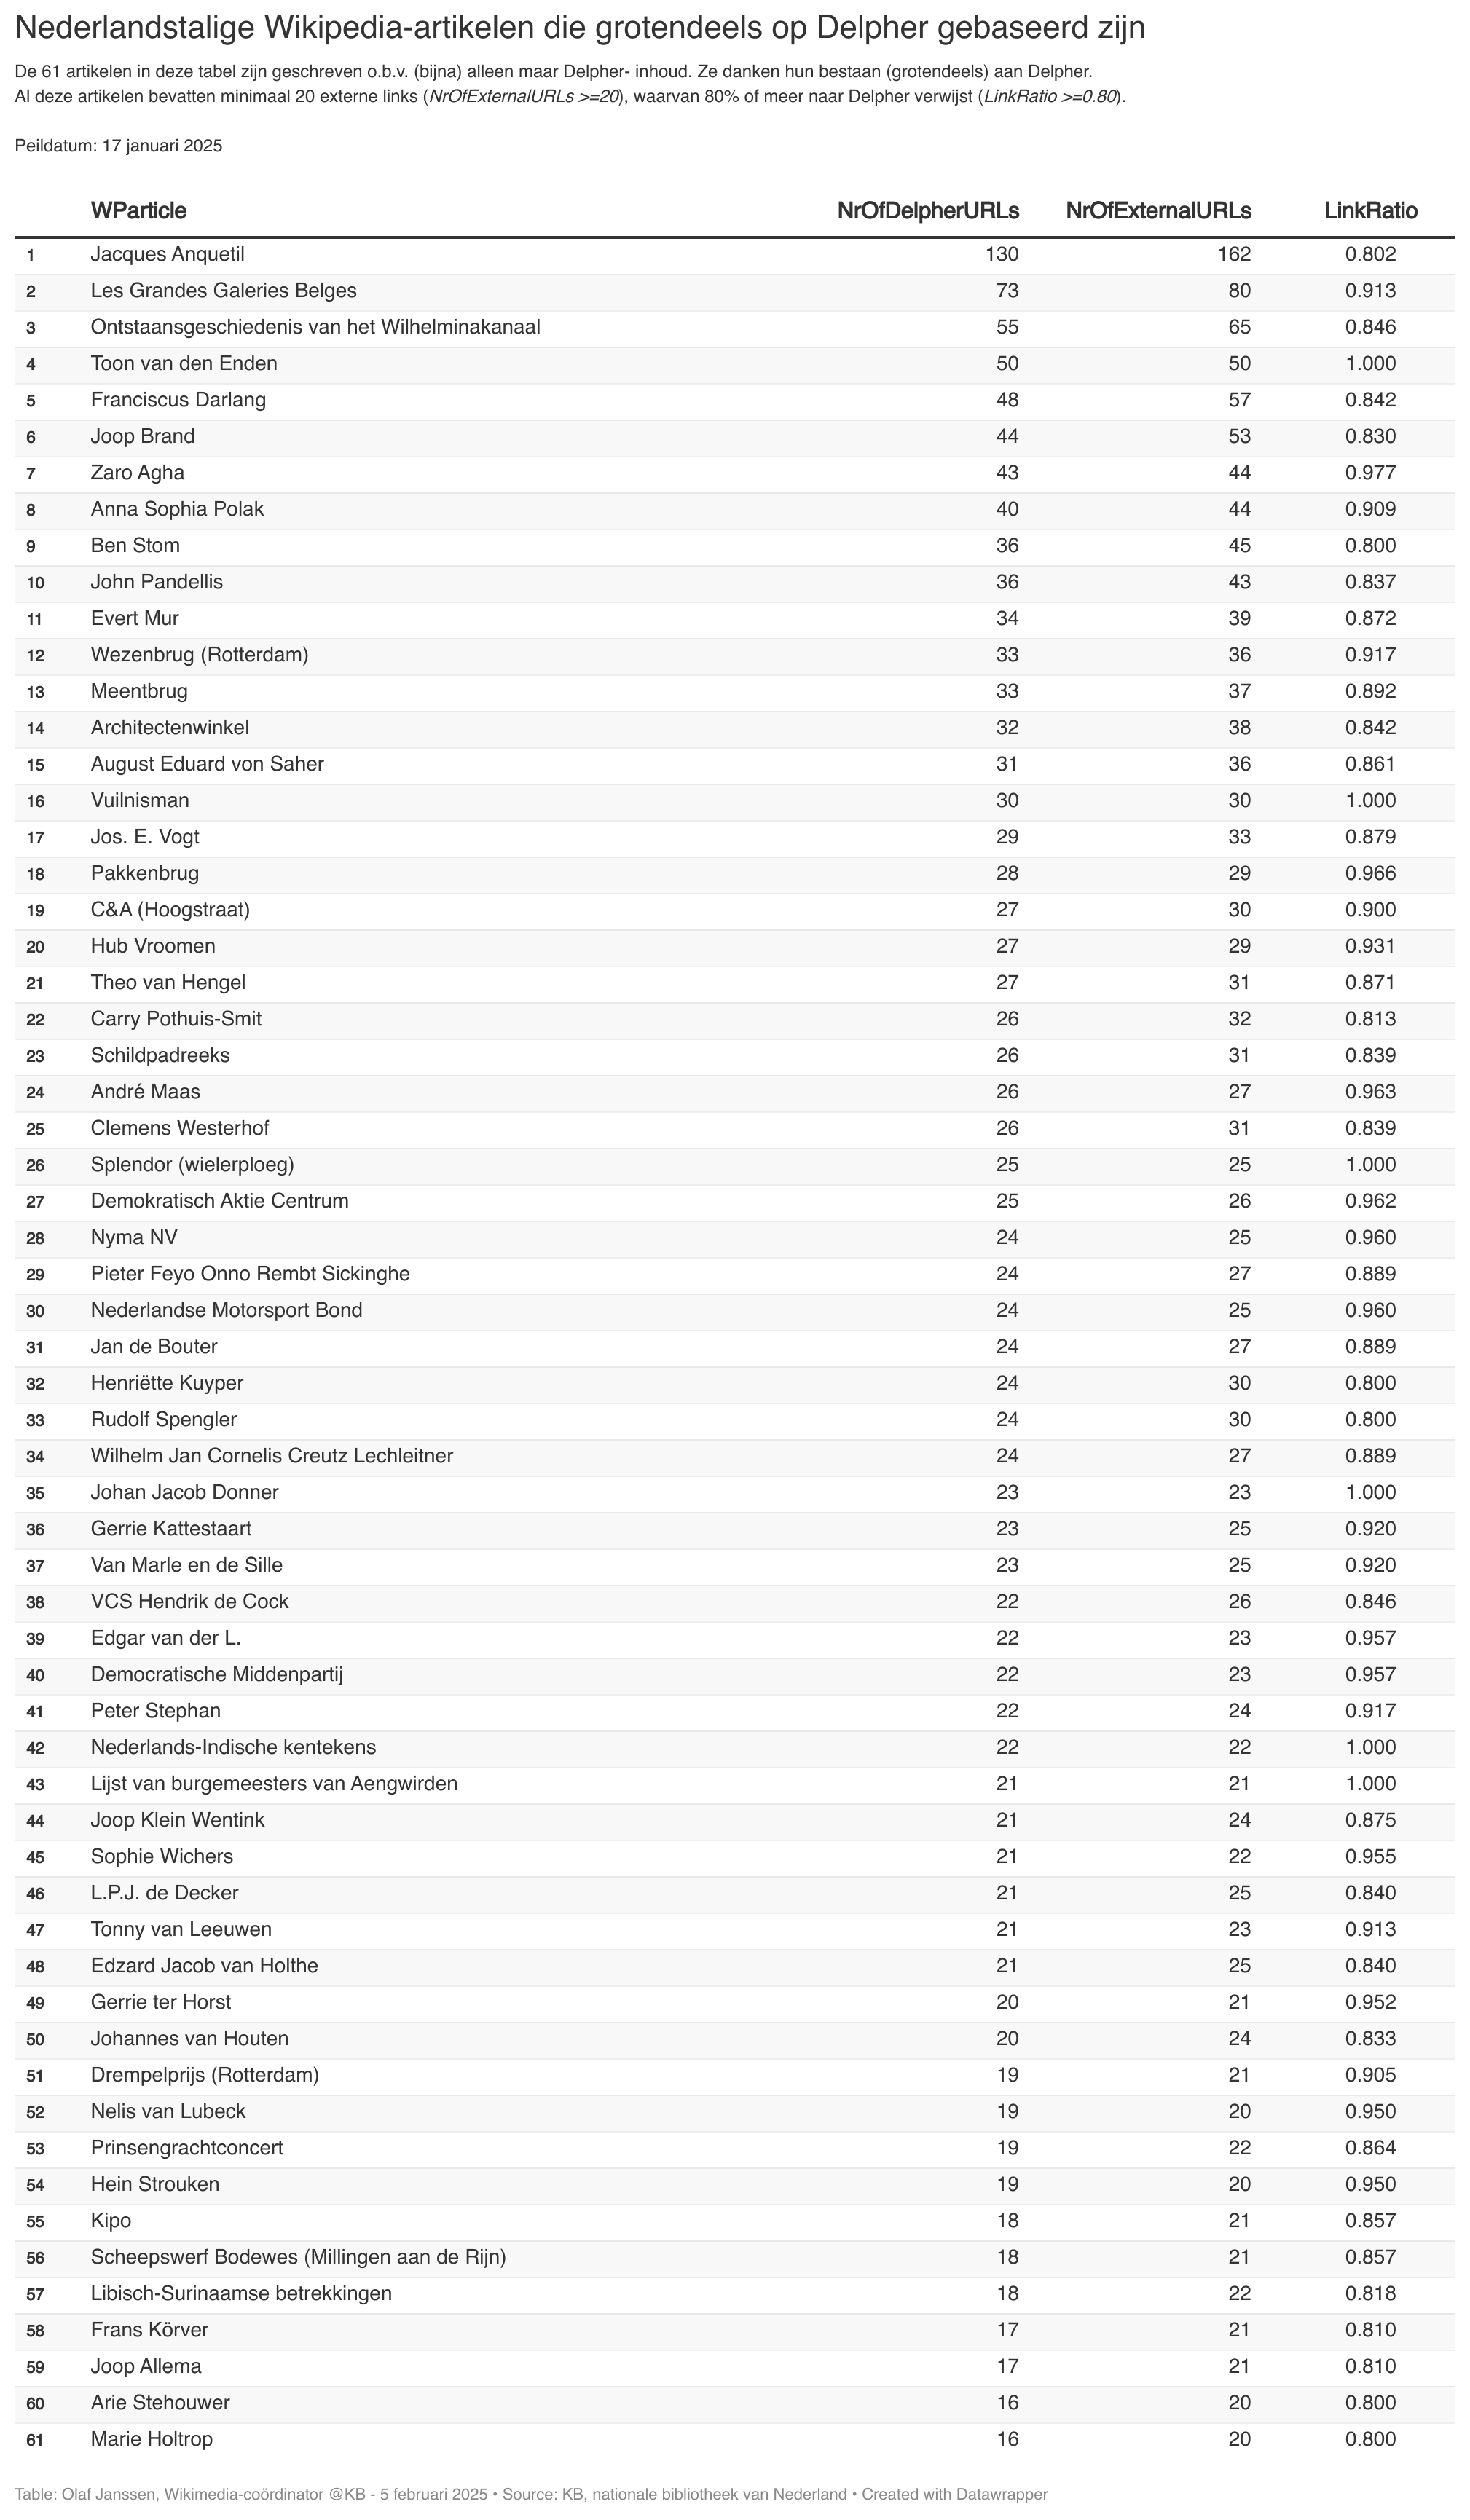 Nederlandstalige Wikipedia-artikelen die grotendeels op Delpher gebaseerd zijn
De 61 artikelen in deze tabel zijn geschreven o.b.v. (bijna) alleen maar Delpher- inhoud. Ze danken hun bestaan (grotendeels) aan Delpher.
Al deze artikelen bevatten minimaal 20 externe links (NrOfExternalURLs >=20), waarvan 80% of meer naar Delpher verwijst (LinkRatio >=0.80).
Peildatum: 17 januari 2025
WParticle NrOfDelpherURLs NrOfExternalURLs LinkRatio
1 Jacques Anquetil 130 162 0.802
2 Les Grandes Galeries Belges 73 80 0.913
3 Ontstaansgeschiedenis van het Wilhelminakanaal 55 65 0.846
4 Toon van den Enden 50 50 1.000
5 Franciscus Darlang 48 57 0.842
6 Joop Brand 44 53 0.830
7 Zaro Agha 43 44 0.977
8 Anna Sophia Polak 40 44 0.909
9 Ben Stom 36 45 0.800
10 John Pandellis 36 43 0.837
11 Evert Mur 34 39 0.872
12 Wezenbrug (Rotterdam) 33 36 0.917
13 Meentbrug 33 37 0.892
14 Architectenwinkel 32 38 0.842
15 August Eduard von Saher 31 36 0.861
16 Vuilnisman 30 30 1.000
17 Jos. E. Vogt 29 33 0.879
18 Pakkenbrug 28 29 0.966
19 C&A (Hoogstraat) 27 30 0.900
20 Hub Vroomen 27 29 0.931
21 Theo van Hengel 27 31 0.871
22 Carry Pothuis-Smit 26 32 0.813
23 Schildpadreeks 26 31 0.839
24 André Maas 26 27 0.963
25 Clemens Westerhof 26 31 0.839
26 Splendor (wielerploeg) 25 25 1.000
27 Demokratisch Aktie Centrum 25 26 0.962
28 Nyma NV 24 25 0.960
29 Pieter Feyo Onno Rembt Sickinghe 24 27 0.889
30 Nederlandse Motorsport Bond 24 25 0.960
31 Jan de Bouter 24 27 0.889
32 Henriëtte Kuyper 24 30 0.800
33 Rudolf Spengler 24 30 0.800
34 Wilhelm Jan Cornelis Creutz Lechleitner 24 27 0.889
35 Johan Jacob Donner 23 23 1.000
36 Gerrie Kattestaart 23 25 0.920
37 Van Marle en de Sille 23 25 0.920
38 VCS Hendrik de Cock 22 26 0.846
39 Edgar van der L. 22 23 0.957
40 Democratische Middenpartij 22 23 0.957
41 Peter Stephan 22 24 0.917
42 Nederlands-Indische kentekens 22 22 1.000
43 Lijst van burgemeesters van Aengwirden 21 21 1.000
44 Joop Klein Wentink 21 24 0.875
45 Sophie Wichers 21 22 0.955
46 L.P.J. de Decker 21 25 0.840
47 Tonny van Leeuwen 21 23 0.913
48 Edzard Jacob van Holthe 21 25 0.840
49 Gerrie ter Horst 20 21 0.952
50 Johannes van Houten 20 24 0.833
51 Drempelprijs (Rotterdam) 19 21 0.905
52 Nelis van Lubeck 19 20 0.950
53 Prinsengrachtconcert 19 22 0.864
54 Hein Strouken 19 20 0.950
55 Kipo 18 21 0.857
56 Scheepswerf Bodewes (Millingen aan de Rijn) 18 21 0.857
57 Libisch-Surinaamse betrekkingen 18 22 0.818
58 Frans Körver 17 21 0.810
59 Joop Allema 17 21 0.810
60 Arie Stehouwer 16 20 0.800
61 Marie Holtrop 16 20 0.800
Table: Olaf Janssen, Wikimedia-coördinator @KB - 5 februari 2025 • Source: KB, nationale bibliotheek van Nederland • Created with Datawrapper